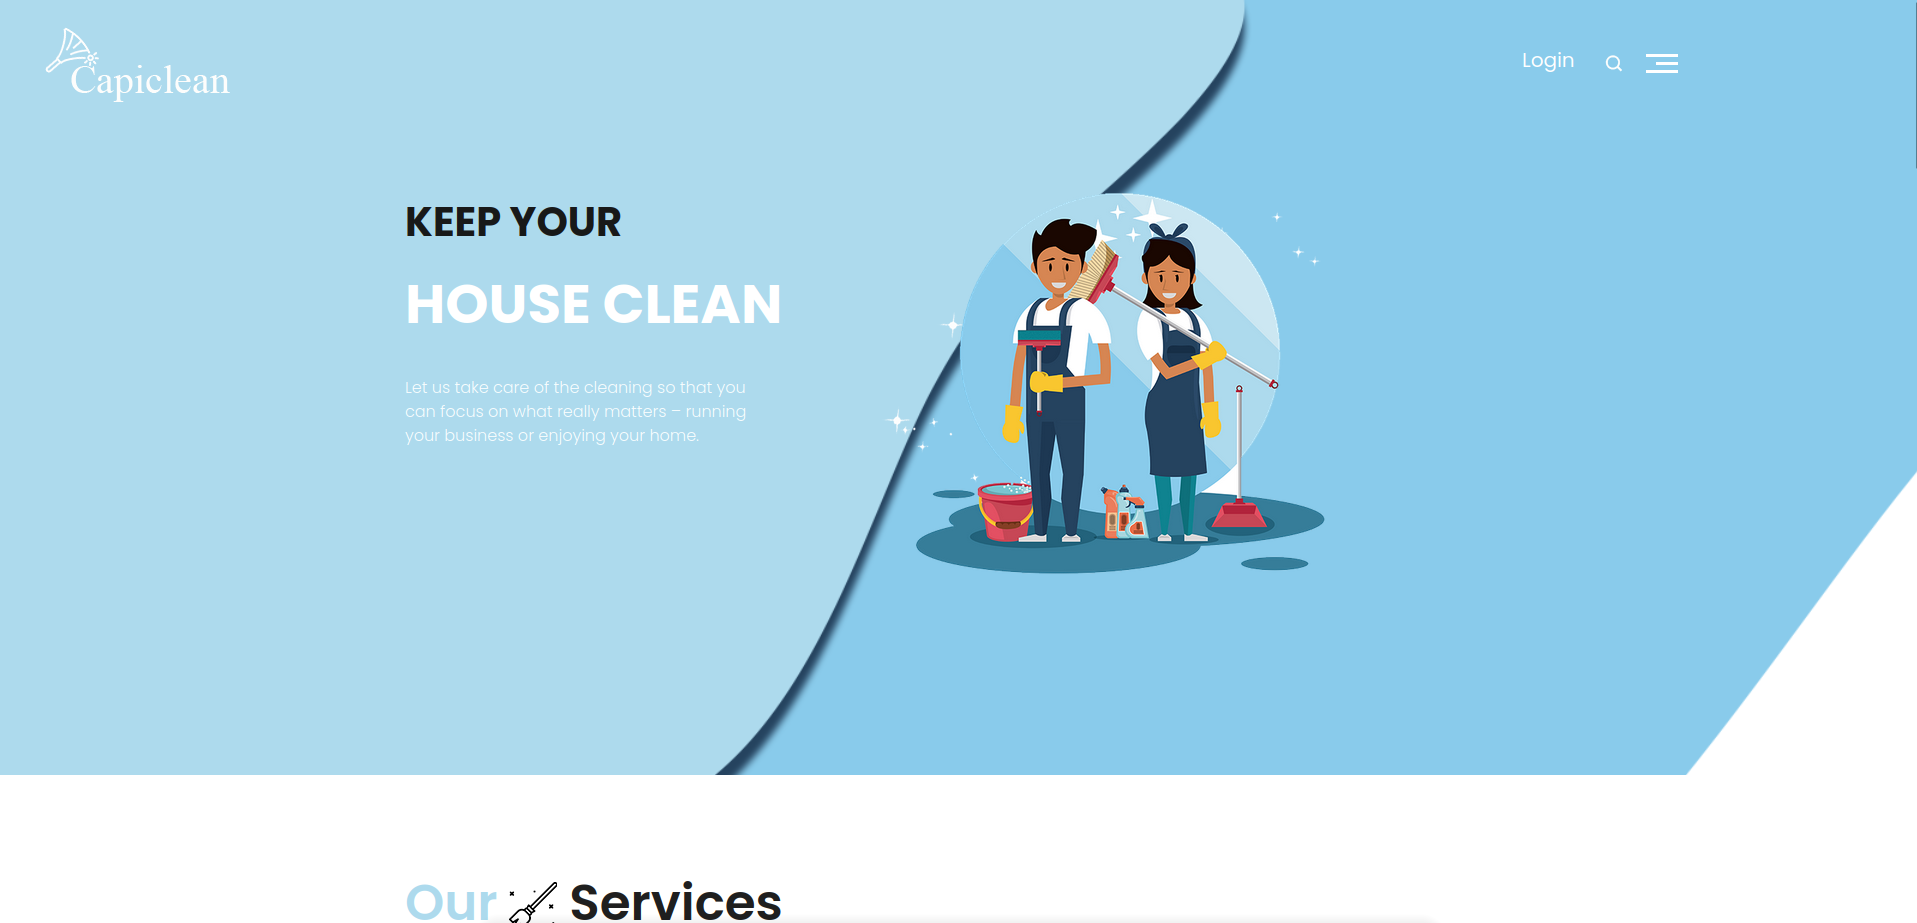 Capiclean
Login
KEEP YOUR
HOUSE CLEAN
Let us take care of the cleaning so that you
can focus on what really matters – running
your business or enjoying your home.
Our Services